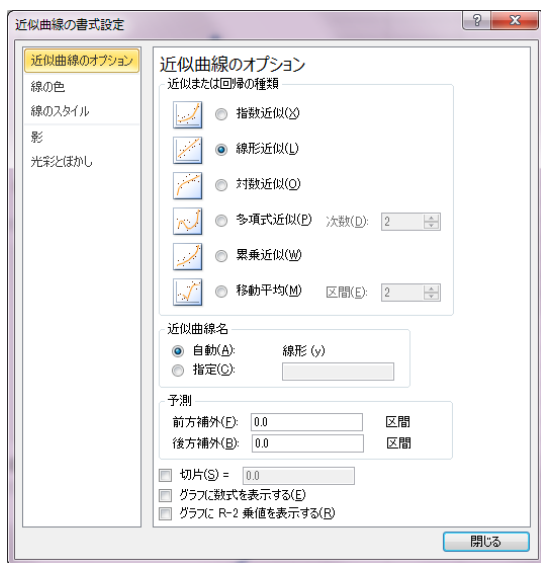 近似曲線の書式設定
近似曲線のオプション
線の色
線のスタイル
影
光彩とぼかし
近似曲線のオプション
近似または回帰の種類
指数近似(X)
線形近似(L)
対数近似(O)
多項式近似(P) 次数(D): 2
累乗近似(W)
移動平均(M) 区間(E): 2
近似曲線名
自動(A): 線形 (y)
指定(C):
予測
前方補外(F): 0.0 区間
後方補外(B): 0.0 区間
切片(S) = 0.0
グラフに数式を表示する(E)
グラフに R-2 乗値を表示する(R)
閉じる